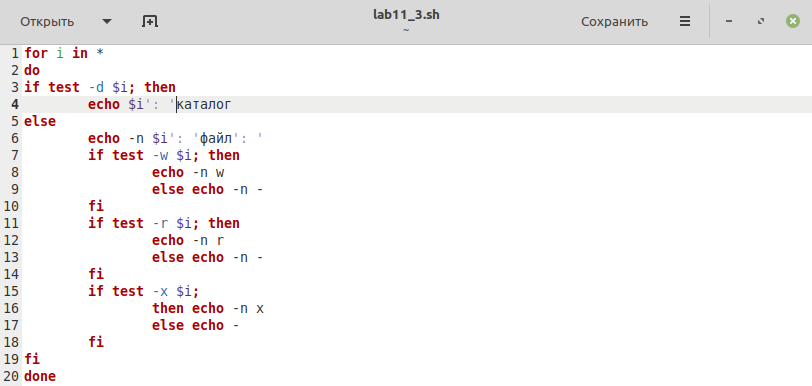 Открыть lab11_3.sh Сохранить
~
1 for i in *
2 do
3 if test -d $i; then
4         echo $i': 'каталог
5 else
6         echo -n $i': 'файл': '
7         if test -w $i; then
8                 echo -n w
9                 else echo -n -
10         fi
11         if test -r $i; then
12                 echo -n r
13                 else echo -n -
14         fi
15         if test -x $i;
16                 then echo -n x
17                 else echo -
18         fi
19 fi
20 done